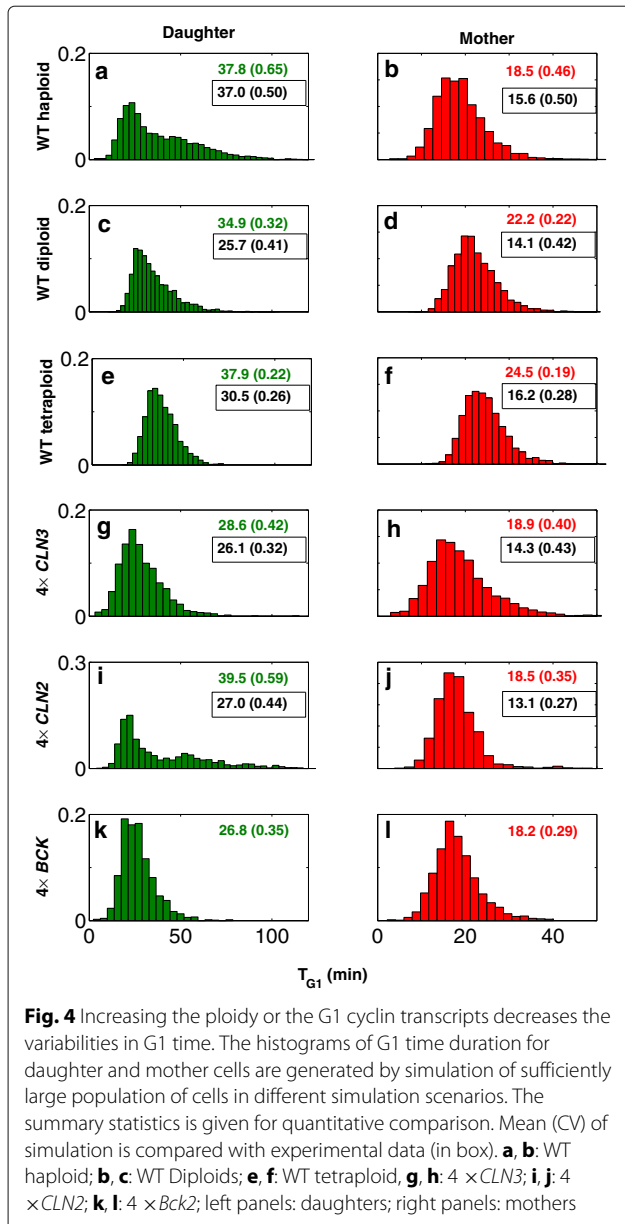 Daughter
Mother
WT haploid
0.2
0
a
37.8 (0.65)
37.0 (0.50)
b
18.5 (0.46)
15.6 (0.50)
WT diploid
0.2
0
c
34.9 (0.32)
25.7 (0.41)
d
22.2 (0.22)
14.1 (0.42)
WT tetraploid
0.2
0
e
37.9 (0.22)
30.5 (0.26)
f
24.5 (0.19)
16.2 (0.28)
4× CLN3
0.2
0
g
28.6 (0.42)
26.1 (0.32)
h
18.9 (0.40)
14.3 (0.43)
4× CLN2
0.3
0
i
39.5 (0.59)
27.0 (0.44)
j
18.5 (0.35)
13.1 (0.27)
4× BCK
0.2
0
k
26.8 (0.35)
l
18.2 (0.29)
0 50 100
0 20 40
TG1 (min)
Fig. 4 Increasing the ploidy or the G1 cyclin transcripts decreases the
variabilities in G1 time. The histograms of G1 time duration for
daughter and mother cells are generated by simulation of sufficiently
large population of cells in different simulation scenarios. The
summary statistics is given for quantitative comparison. Mean (CV) of
simulation is compared with experimental data (in box). a, b: WT
haploid; b, c: WT Diploids; e, f: WT tetraploid, g, h: 4 ×CLN3; i, j: 4
×CLN2; k, l: 4 ×Bck2; left panels: daughters; right panels: mothers